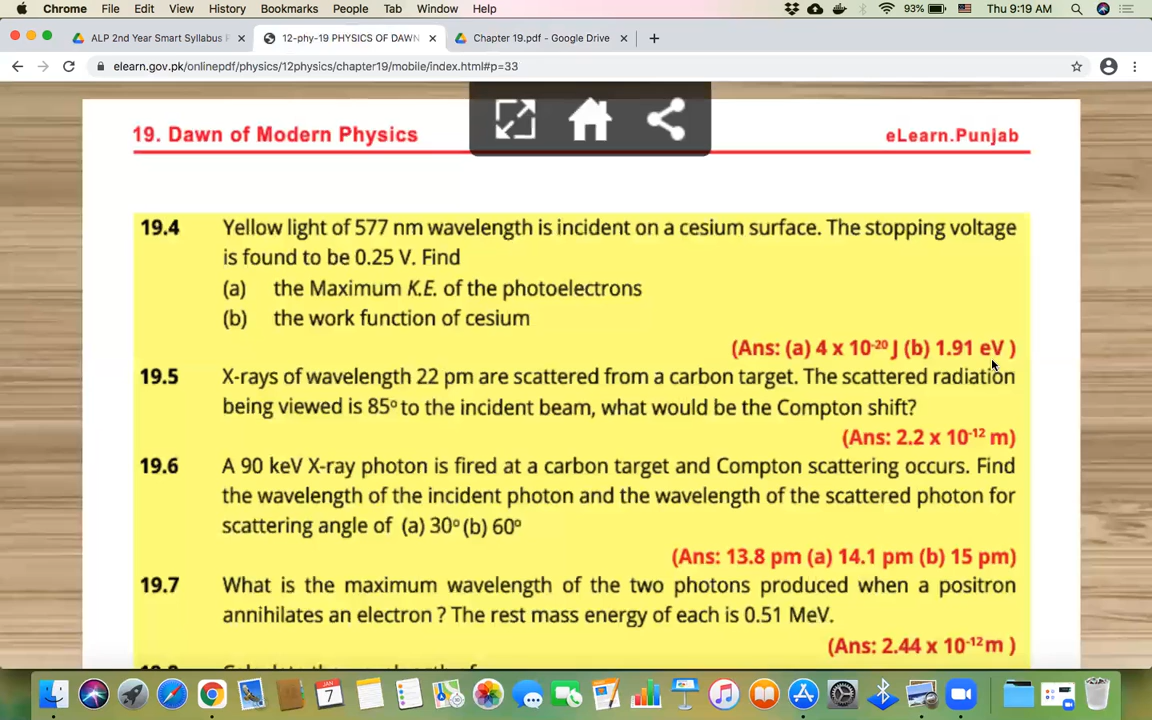 Chrome File Edit View History Bookmarks People Tab Window Help 93% Thu 9:19 AM
ALP 2nd Year Smart Syllabus 12-phy-19 PHYSICS OF DAWN Chapter 19.pdf - Google Drive
elearn.gov.pk/onlinepdf/physics/12physics/chapter19/mobile/index.html#p=33
19. Dawn of Modern Physics eLearn.Punjab
19.4 Yellow light of 577 nm wavelength is incident on a cesium surface. The stopping voltage
is found to be 0.25 V. Find
(a) the Maximum K.E. of the photoelectrons
(b) the work function of cesium
(Ans: (a) 4 x 10⁻²⁰ J (b) 1.91 eV )
19.5 X-rays of wavelength 22 pm are scattered from a carbon target. The scattered radiation
being viewed is 85º to the incident beam, what would be the Compton shift?
(Ans: 2.2 x 10⁻¹² m)
19.6 A 90 keV X-ray photon is fired at a carbon target and Compton scattering occurs. Find
the wavelength of the incident photon and the wavelength of the scattered photon for
scattering angle of (a) 30º (b) 60º
(Ans: 13.8 pm (a) 14.1 pm (b) 15 pm)
19.7 What is the maximum wavelength of the two photons produced when a positron
annihilates an electron ? The rest mass energy of each is 0.51 MeV.
(Ans: 2.44 x 10⁻¹²m )
JAN
7